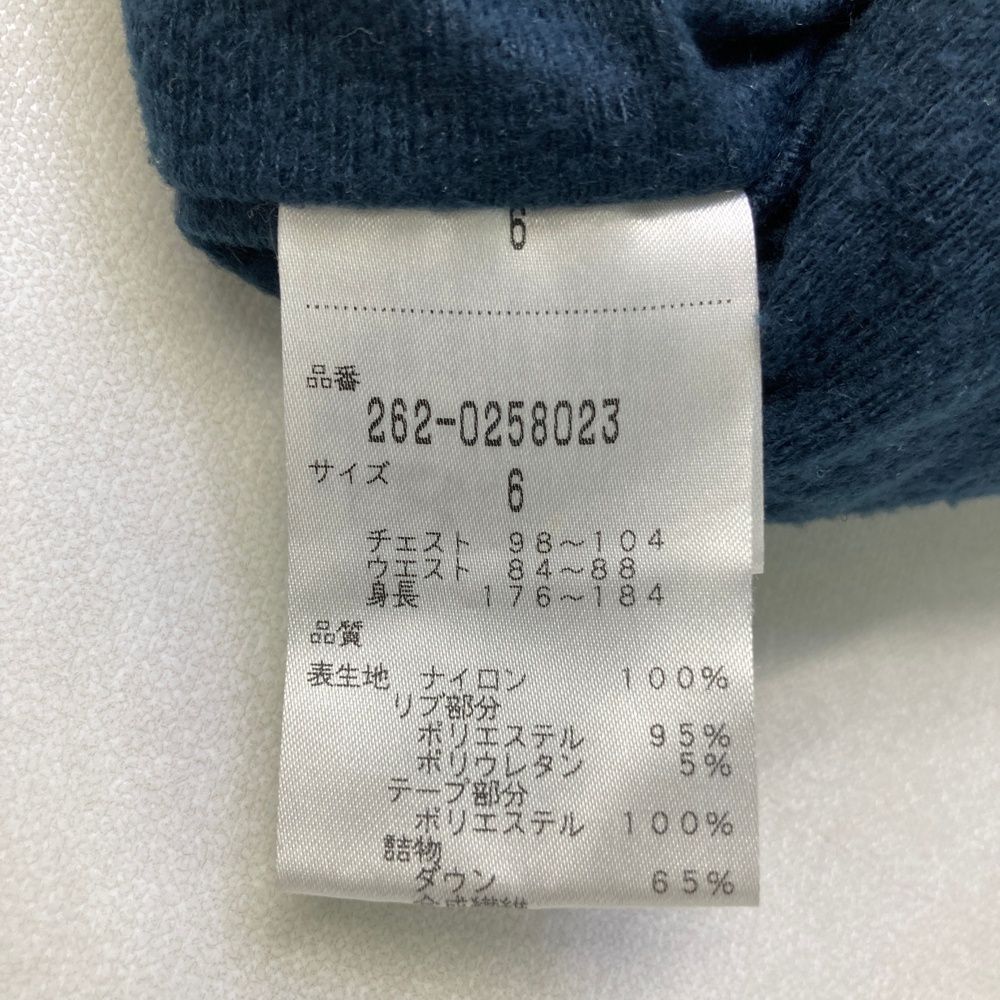 6
品番
262-0258023
サイズ 6
チェスト 98～104
ウエスト 84～88
身長 176～184
品質
表生地 ナイロン 100%
リブ部分
ポリエステル 95%
ポリウレタン 5%
テープ部分
ポリエステル 100%
詰物
ダウン 65%